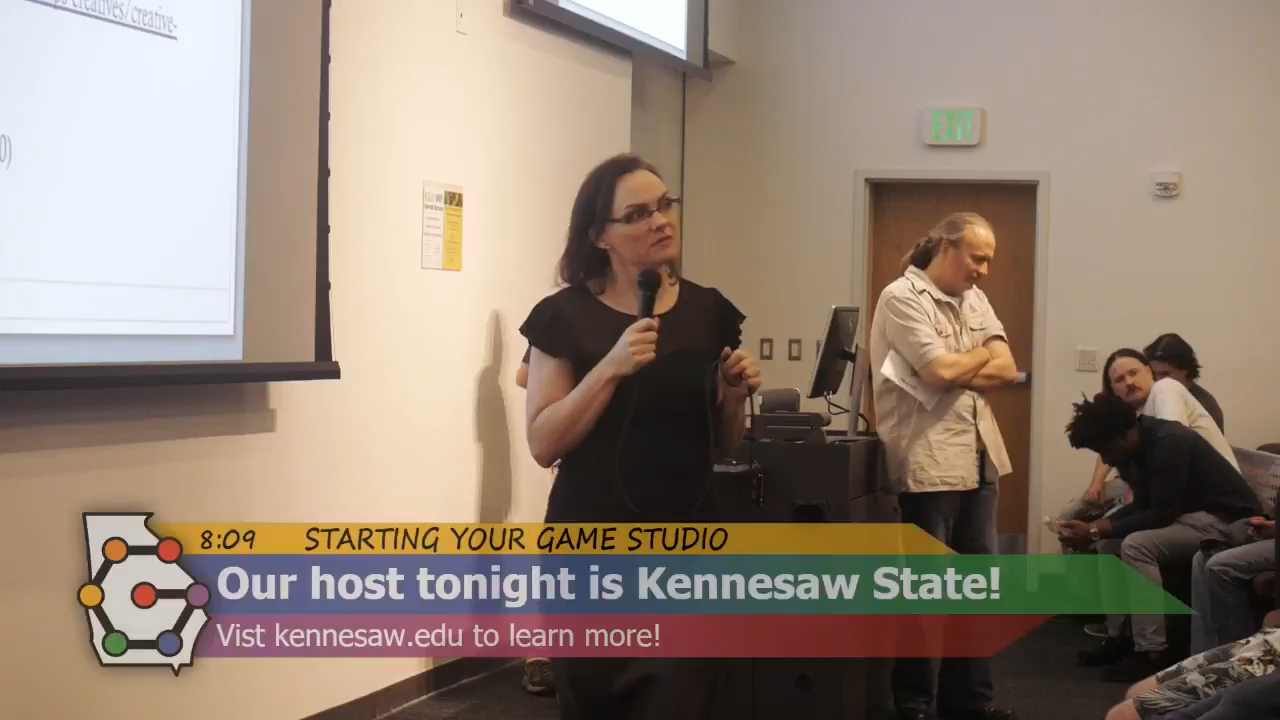 creatives/creative-
0)
EXIT
8:09 STARTING YOUR GAME STUDIO
Our host tonight is Kennesaw State!
Vist kennesaw.edu to learn more!